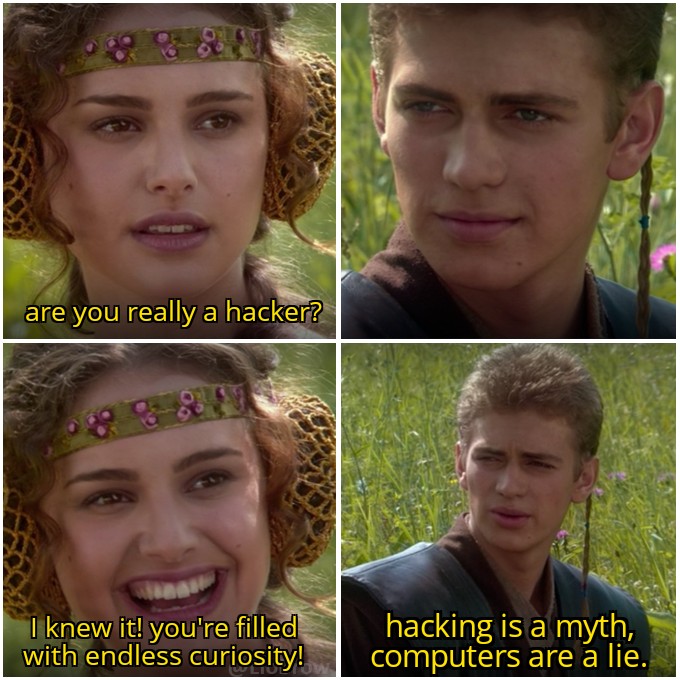 are you really a hacker?
I knew it! you're filled
with endless curiosity!
hacking is a myth,
computers are a lie.